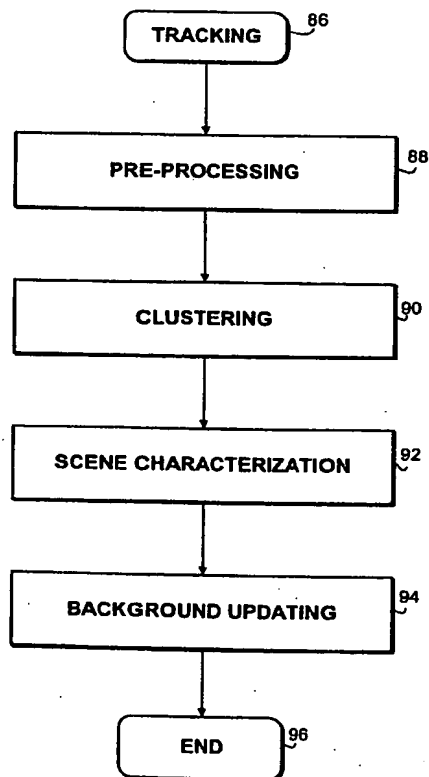 TRACKING
86
PRE-PROCESSING
88
CLUSTERING
90
SCENE CHARACTERIZATION
92
BACKGROUND UPDATING
94
END
96